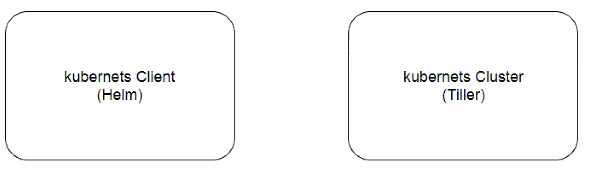 kubernets Client
(Helm)
kubernets Cluster
(Tiller)